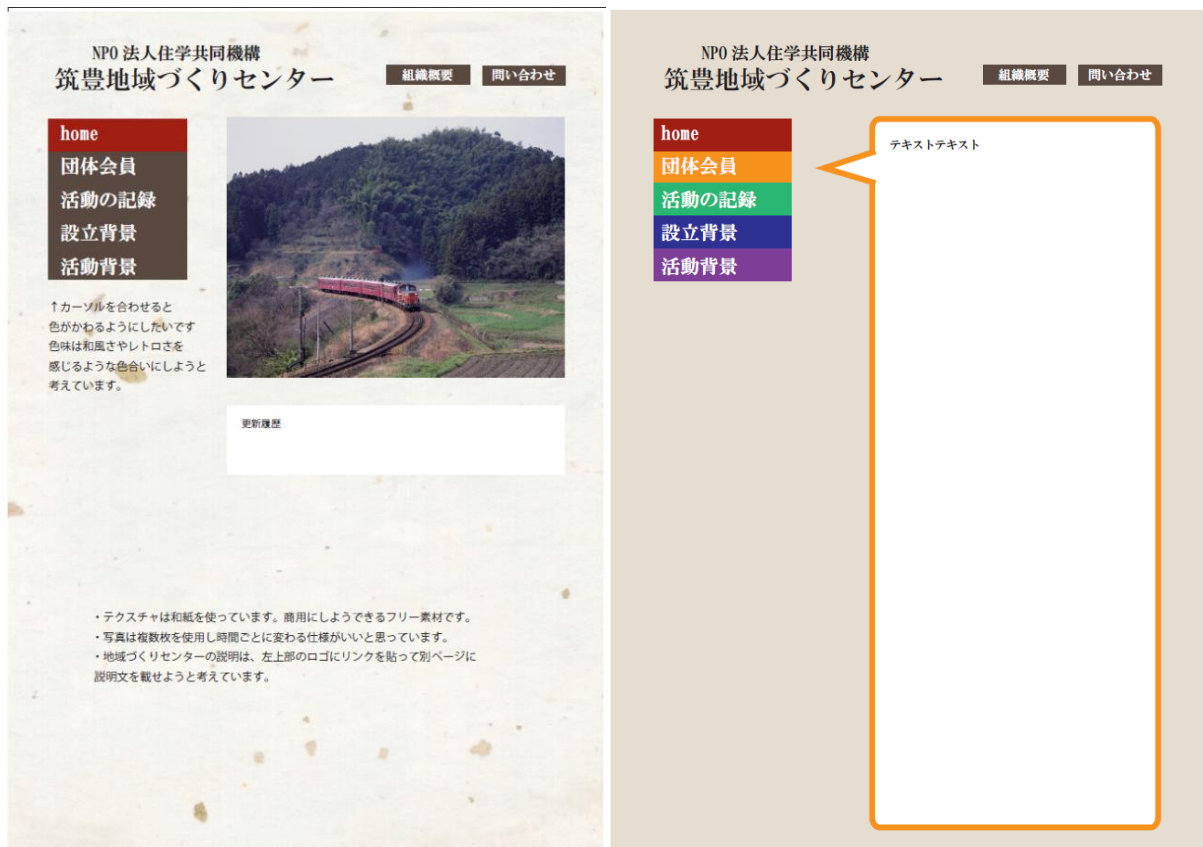 NPO 法人住学共同機構
筑豊地域づくりセンター
組織概要
問い合わせ
home
団体会員
活動の記録
設立背景
活動背景
↑カーソルを合わせると
色がかわるようにしたいです
色味は和風さやレトロさを
感じるような色合いにしようと
考えています。
更新履歴
・テクスチャは和紙を使っています。商用にしようできるフリー素材です。
・写真は複数枚を使用し時間ごとに変わる仕様がいいと思っています。
・地域づくりセンターの説明は、左上部のロゴにリンクを貼って別ページに
説明文を載せようと考えています。
NPO 法人住学共同機構
筑豊地域づくりセンター
組織概要
問い合わせ
home
団体会員
活動の記録
設立背景
活動背景
テキストテキスト